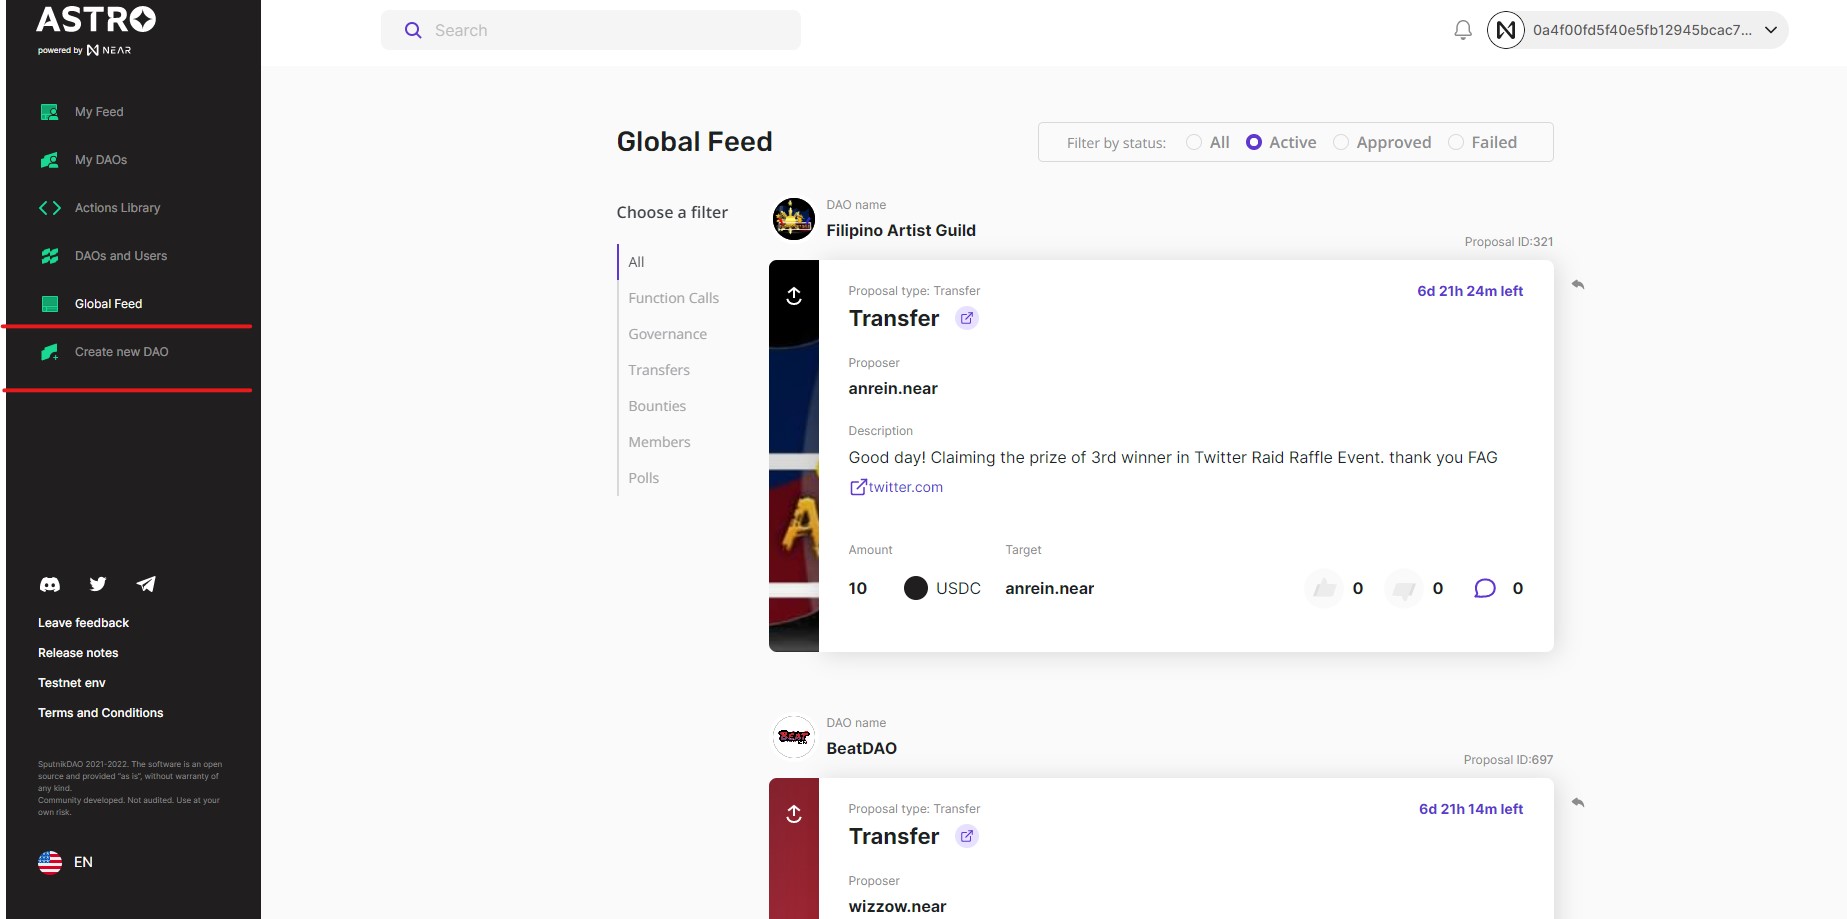 ASTRO
powered by NEAR
My Feed
My DAOs
Actions Library
DAOs and Users
Global Feed
Create new DAO
Leave feedback
Release notes
Testnet env
Terms and Conditions
SputnikDAO 2021-2022. The software is an open
source and provided "as is", without warranty of
any kind.
Community developed. Not audited. Use at your
own risk.
EN
Search
0a4f00fd5f40e5fb12945bcac7...
Global Feed
Filter by status: All Active Approved Failed
Choose a filter
All
Function Calls
Governance
Transfers
Bounties
Members
Polls
DAO name
Filipino Artist Guild
Proposal ID:321
Proposal type: Transfer
6d 21h 24m left
Transfer
Proposer
anrein.near
Description
Good day! Claiming the prize of 3rd winner in Twitter Raid Raffle Event. thank you FAG
twitter.com
Amount Target
10 USDC anrein.near 0 0 0
DAO name
BeatDAO
Proposal ID:697
Proposal type: Transfer
6d 21h 14m left
Transfer
Proposer
wizzow.near